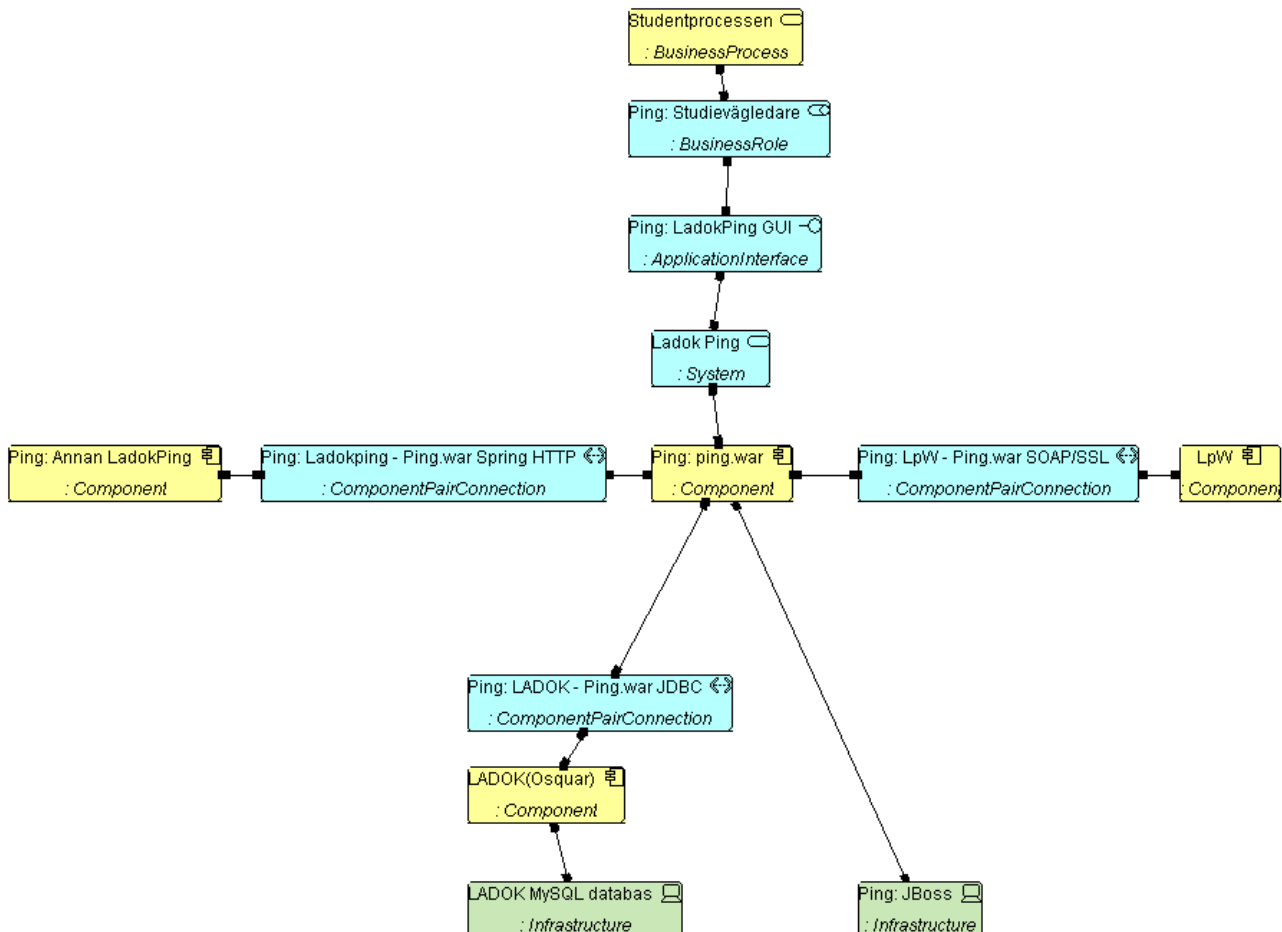 Studentprocessen
: BusinessProcess
Ping: Studievägledare
: BusinessRole
Ping: LadokPing GUI
: ApplicationInterface
Ladok Ping
: System
Ping: Annan LadokPing
: Component
Ping: Ladokping - Ping.war Spring HTTP
: ComponentPairConnection
Ping: ping.war
: Component
Ping: LpW - Ping.war SOAP/SSL
: ComponentPairConnection
LpW
: Component
Ping: LADOK - Ping.war JDBC
: ComponentPairConnection
LADOK(Osquar)
: Component
LADOK MySQL databas
: Infrastructure
Ping: JBoss
: Infrastructure